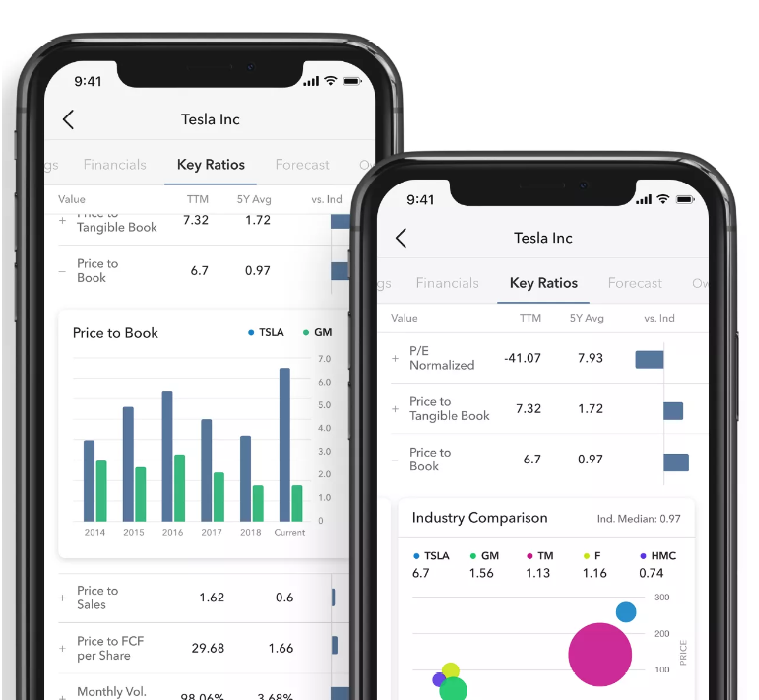 9:41
Tesla Inc
gs Financials Key Ratios Forecast O
Value TTM 5Y Avg vs. Ind
+ Price to
Tangible Book 7.32 1.72
– Price to
Book 6.7 0.97
Price to Book TSLA GM
7.0
6.0
5.0
4.0
3.0
2.0
1.0
0
2014 2015 2016 2017 2018 Current
Price to
Sales 1.62 0.6
+ Price to FCF
per Share 29.68 1.66
+ Monthly Vol. 98.06% 3.68%
9:41
Tesla Inc
gs Financials Key Ratios Forecast Ow
Value TTM 5Y Avg vs. Ind
+ P/E
Normalized -41.07 7.93
+ Price to
Tangible Book 7.32 1.72
– Price to
Book 6.7 0.97
Industry Comparison Ind. Median: 0.97
TSLA GM TM F HMC
6.7 1.56 1.13 1.16 0.74
300
200
100
PRICE